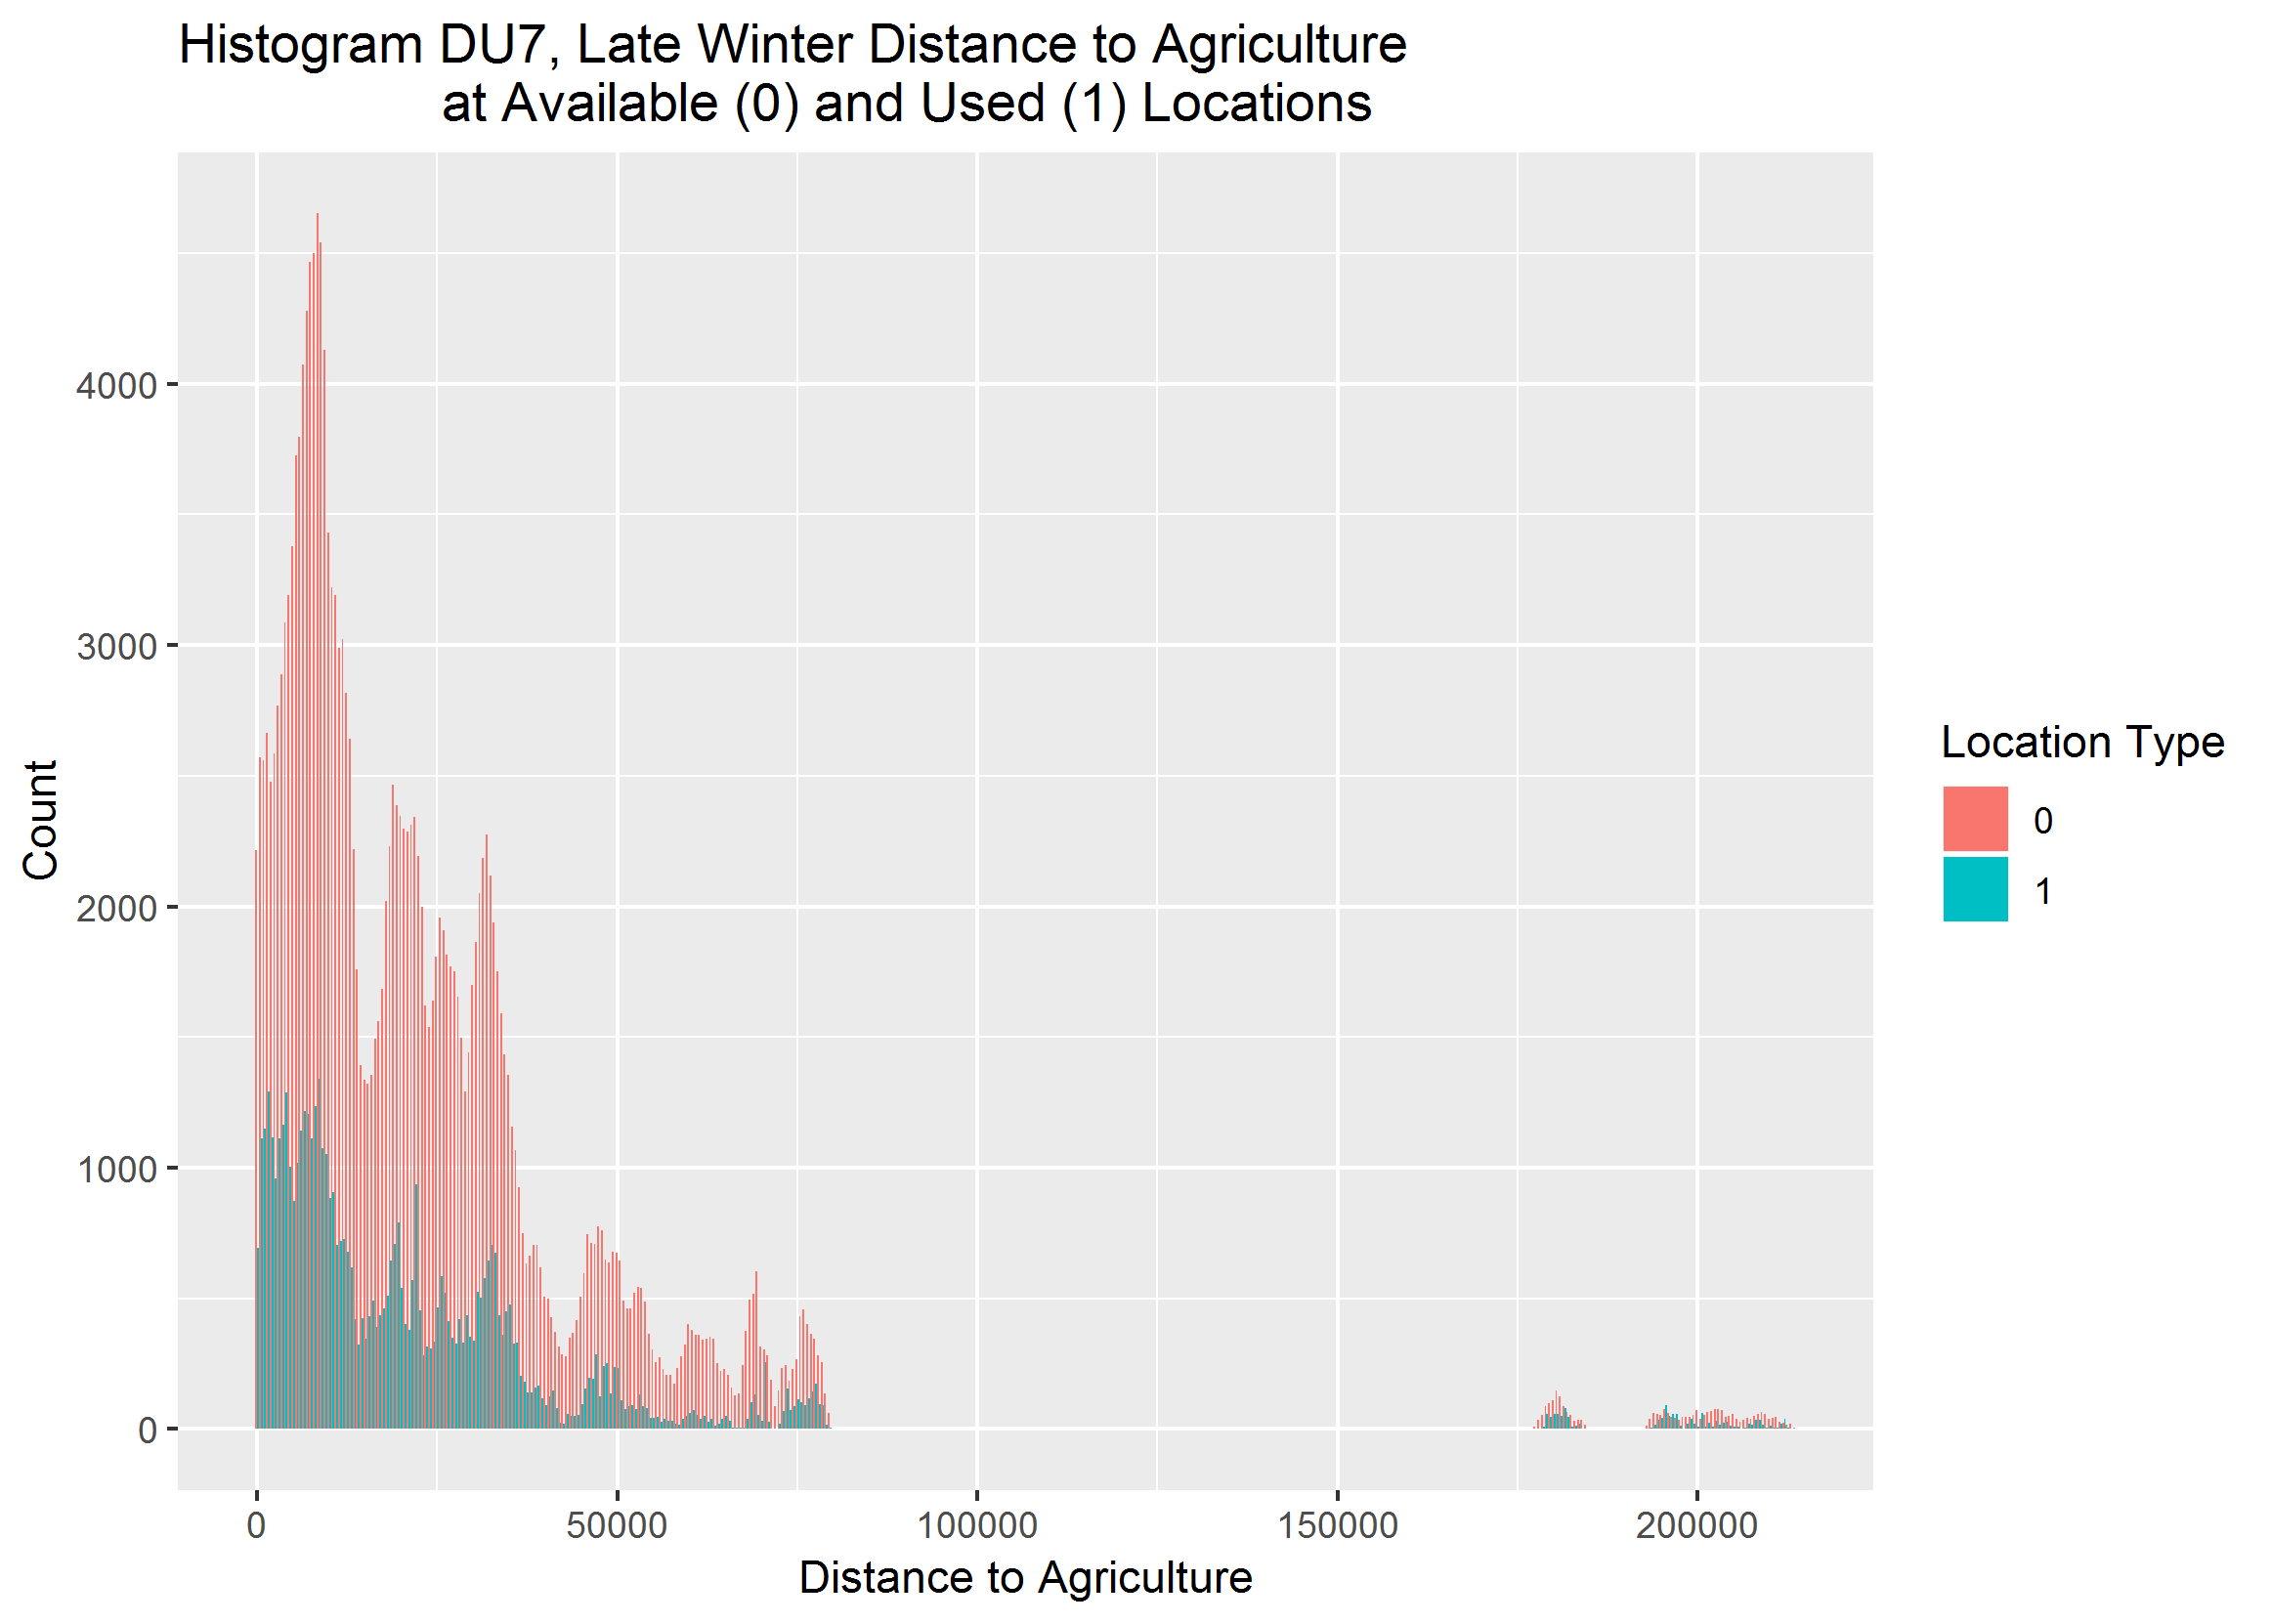 Histogram DU7, Late Winter Distance to Agriculture
at Available (0) and Used (1) Locations
Count
4000
3000
2000
1000
0
0
50000
100000
150000
200000
Distance to Agriculture
Location Type
0
1